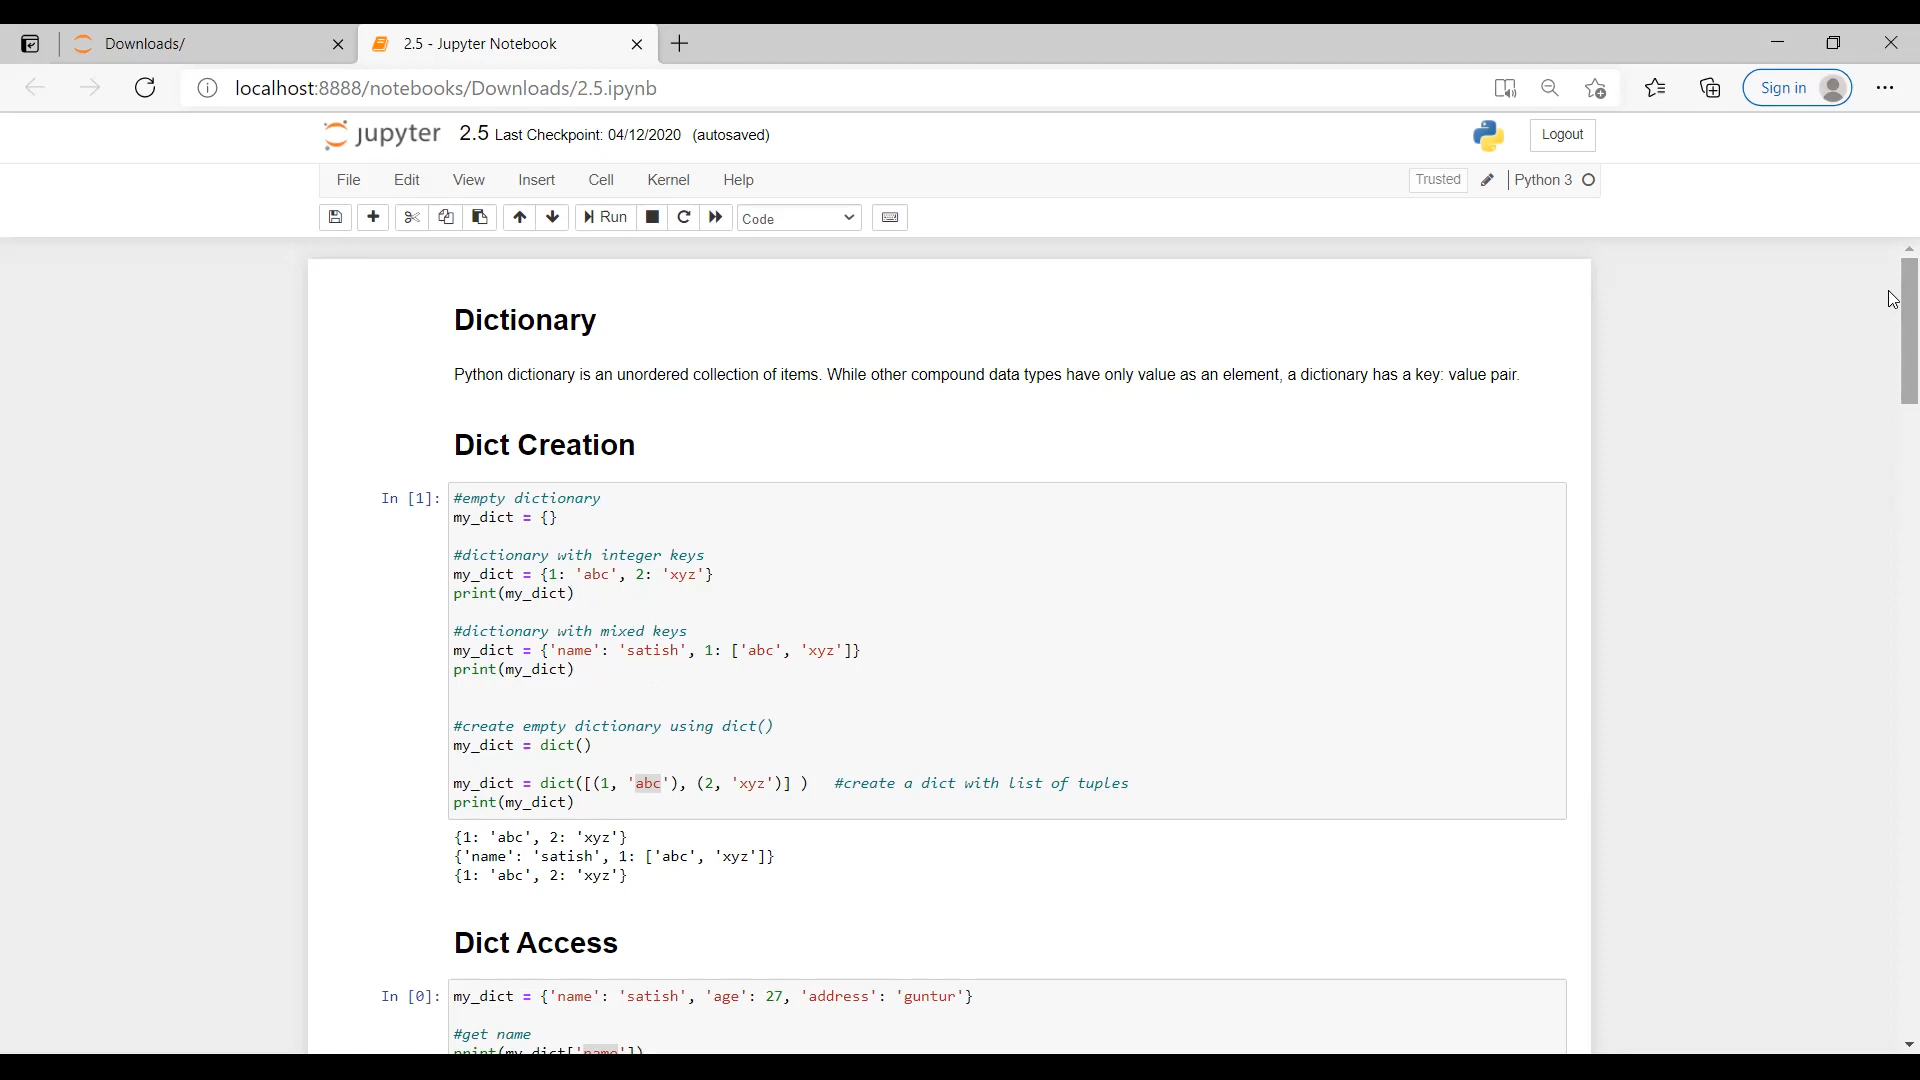 Downloads/
2.5 - Jupyter Notebook
localhost:8888/notebooks/Downloads/2.5.ipynb
Sign in
jupyter 2.5 Last Checkpoint: 04/12/2020 (autosaved)
Logout
File Edit View Insert Cell Kernel Help
Trusted
Python 3
Run
Code
Dictionary
Python dictionary is an unordered collection of items. While other compound data types have only value as an element, a dictionary has a key: value pair.
Dict Creation
In [1]: #empty dictionary
my_dict = {}
#dictionary with integer keys
my_dict = {1: 'abc', 2: 'xyz'}
print(my_dict)
#dictionary with mixed keys
my_dict = {'name': 'satish', 1: ['abc', 'xyz']}
print(my_dict)
#create empty dictionary using dict()
my_dict = dict()
my_dict = dict([(1, 'abc'), (2, 'xyz')] ) #create a dict with list of tuples
print(my_dict)
{1: 'abc', 2: 'xyz'}
{'name': 'satish', 1: ['abc', 'xyz']}
{1: 'abc', 2: 'xyz'}
Dict Access
In [0]: my_dict = {'name': 'satish', 'age': 27, 'address': 'guntur'}
#get name
print(my_dict['name'])